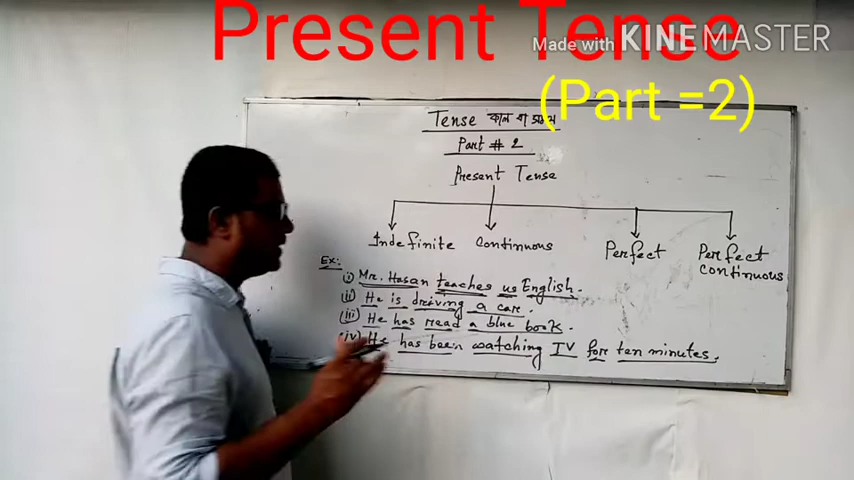 Present Tense
Made with KINEMASTER
(Part =2)
Tense কাল বা সময়
Part # 2
Present Tense
Indefinite Continuous Perfect Perfect continuous
Ex:
(i) Mr. Hasan teaches us English.
(ii) He is driving a car.
(iii) He has read a blue book.
(iv) He has been watching TV for ten minutes.